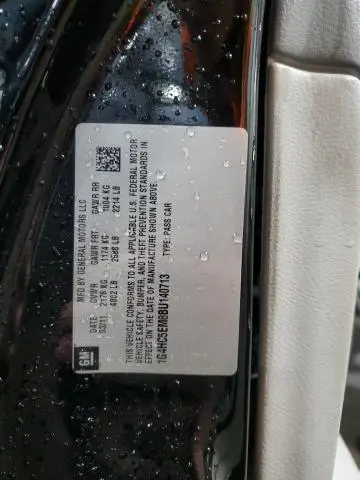 GM
MFD BY GENERAL MOTORS LLC
DATE GVWR GAWR FRT GAWR RR
03/11 2178 KG 1174 KG 1004 KG
4802 LB 2588 LB 2214 LB
THIS VEHICLE CONFORMS TO ALL APPLICABLE U.S. FEDERAL MOTOR
VEHICLE SAFETY, BUMPER, AND THEFT PREVENTION STANDARDS IN
EFFECT ON THE DATE OF MANUFACTURE SHOWN ABOVE.
TYPE: PASS CAR
1G4HC5EM8BU140713